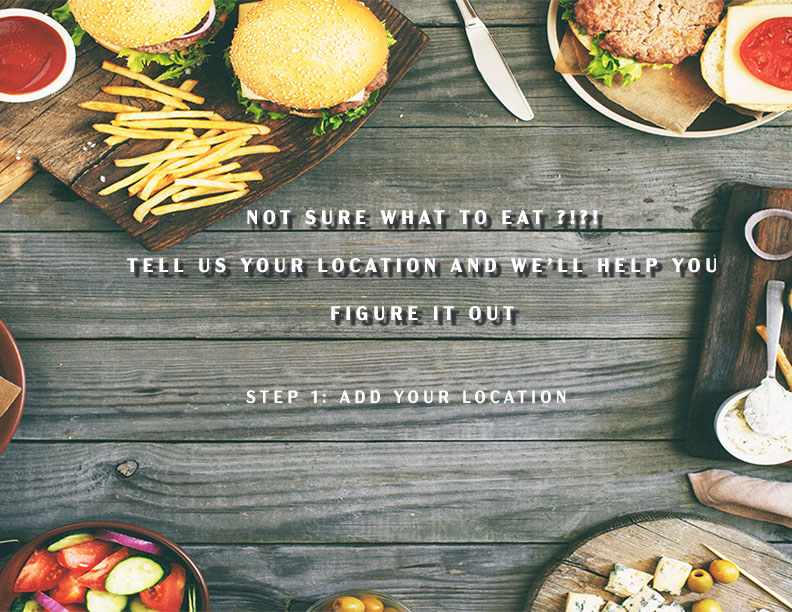 NOT SURE WHAT TO EAT ?!?!
TELL US YOUR LOCATION AND WE'LL HELP YOU
FIGURE IT OUT
STEP 1: ADD YOUR LOCATION